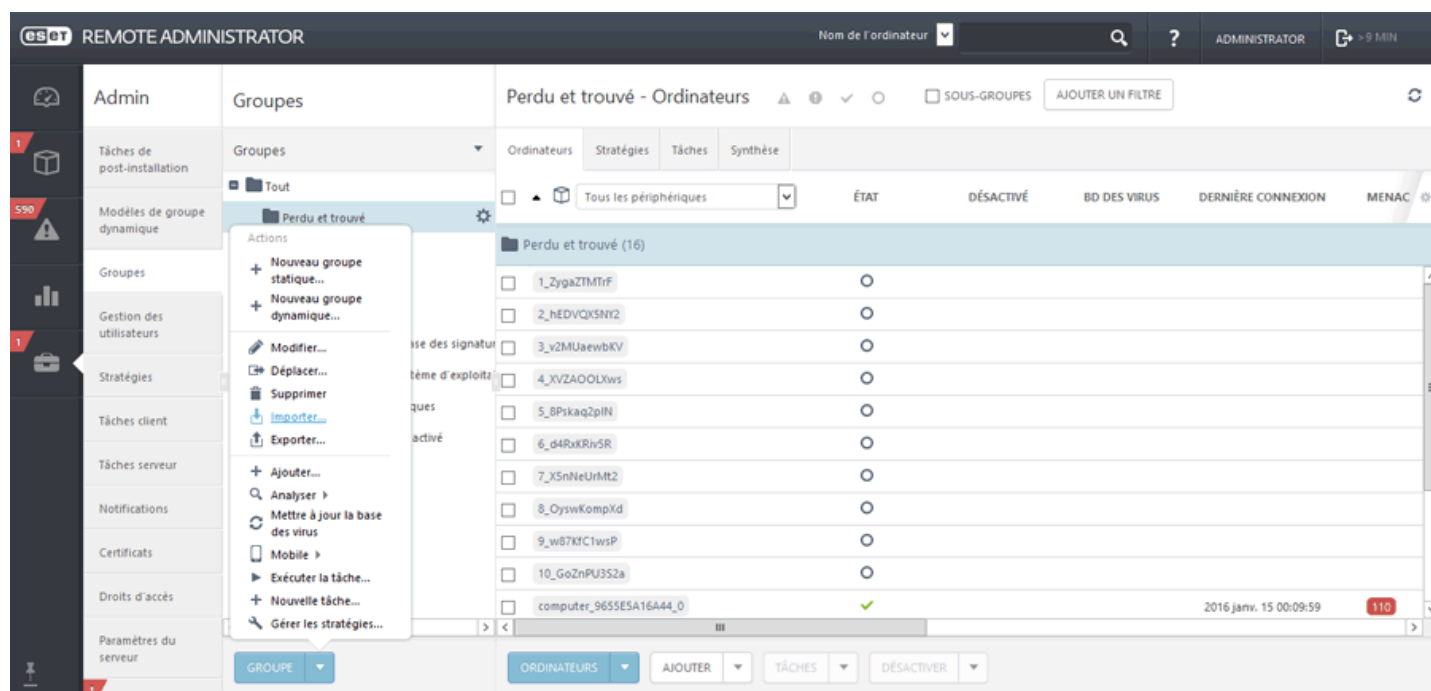 eset REMOTE ADMINISTRATOR
Nom de l'ordinateur
?
ADMINISTRATOR
>9 MIN
1
590
1
1
Admin
Tâches de
post-installation
Modèles de groupe
dynamique
Groupes
Gestion des
utilisateurs
Stratégies
Tâches client
Tâches serveur
Notifications
Certificats
Droits d'accès
Paramètres du
serveur
Groupes
Groupes
Tout
Perdu et trouvé
Actions
Nouveau groupe
statique...
Nouveau groupe
dynamique...
Modifier...
Déplacer...
Supprimer
Importer...
Exporter...
Ajouter...
Analyser
Mettre à jour la base
des virus
Mobile
Exécuter la tâche...
Nouvelle tâche...
Gérer les stratégies...
des signatur
d'exploita
activé
GROUPE
Perdu et trouvé - Ordinateurs
SOUS-GROUPES
AJOUTER UN FILTRE
Ordinateurs
Stratégies
Tâches
Synthèse
Tous les périphériques
ÉTAT
DÉSACTIVÉ
BD DES VIRUS
DERNIÈRE CONNEXION
MENAC
Perdu et trouvé (16)
1_ZygaZTMTrF
2_hEDVQX5NY2
3_v2MUaewbKV
4_XVZAOOLXws
5_8Pskaq2pIN
6_d4RxKRiv5R
7_X5nNeUrMt2
8_OyswKompXd
9_w87KfC1wsP
10_GoZnPU3S2a
computer_9655E5A16A44_0
2016 janv. 15 00:09:59
110
ORDINATEURS
AJOUTER
TÂCHES
DÉSACTIVER